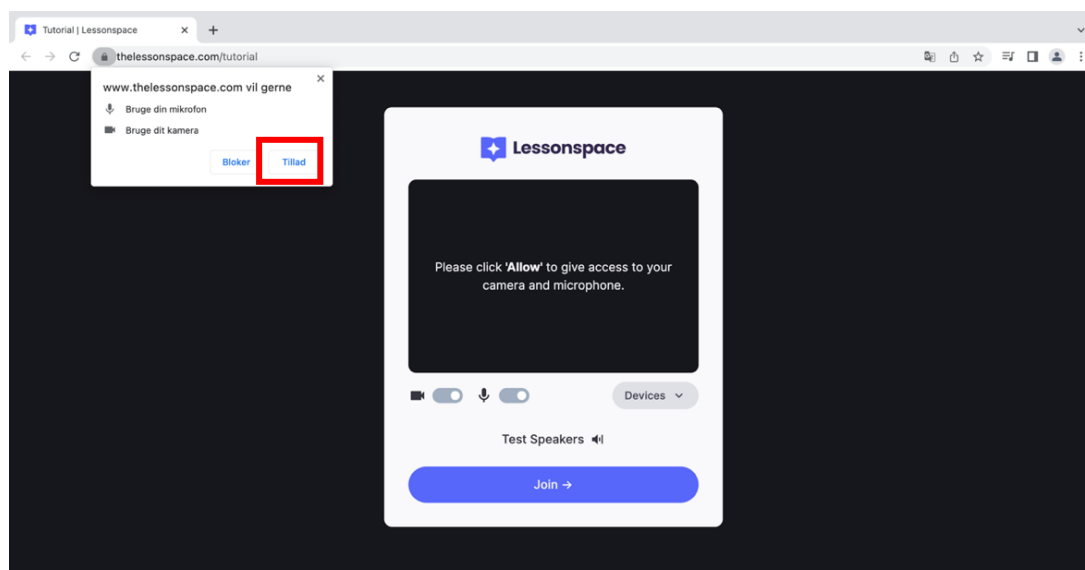 Tutorial | Lessonspace
thelessonspace.com/tutorial
www.thelessonspace.com vil gerne
Bruge din mikrofon
Bruge dit kamera
Bloker
Tillad
Lessonspace
Please click 'Allow' to give access to your
camera and microphone.
Devices
Test Speakers
Join →